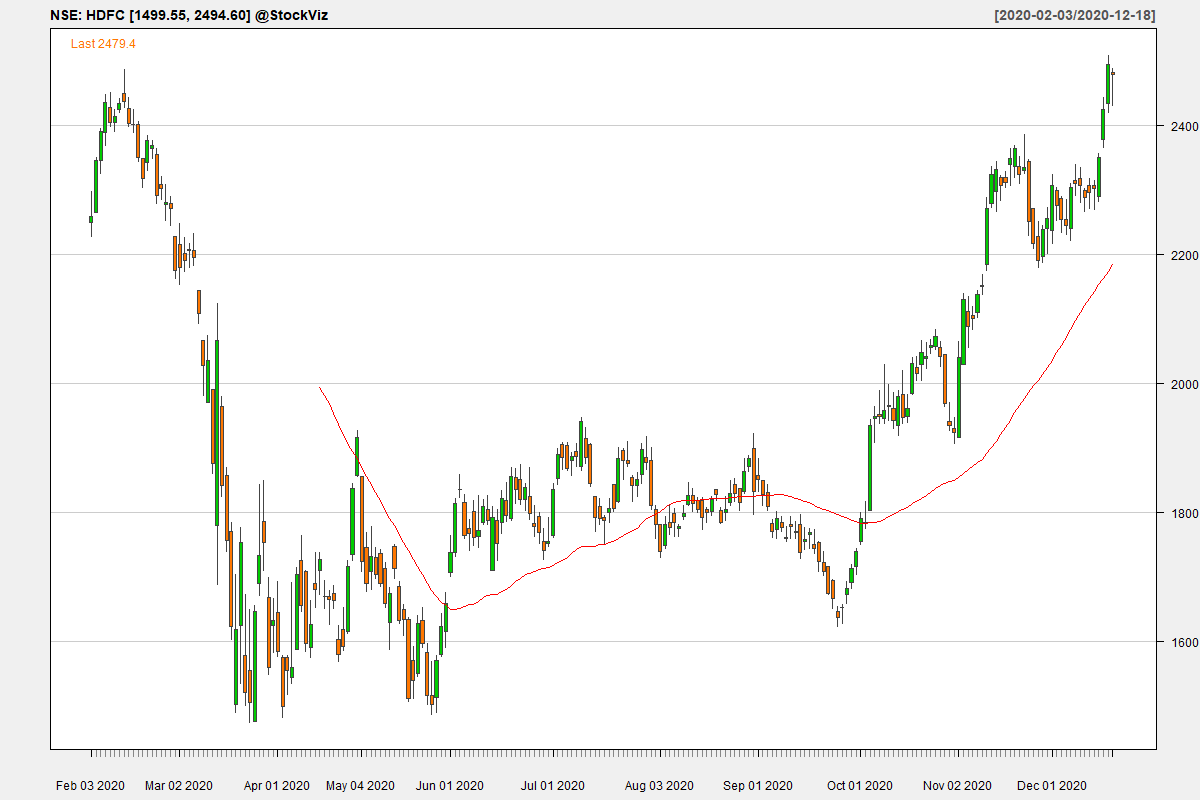 NSE: HDFC [1499.55, 2494.60] @StockViz
[2020-02-03/2020-12-18]
Last 2479.4
2400
2200
2000
1800
1600
Feb 03 2020
Mar 02 2020
Apr 01 2020
May 04 2020
Jun 01 2020
Jul 01 2020
Aug 03 2020
Sep 01 2020
Oct 01 2020
Nov 02 2020
Dec 01 2020